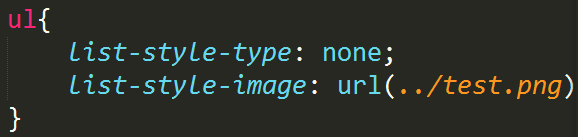 ul{
    list-style-type: none;
    list-style-image: url(../test.png)
}